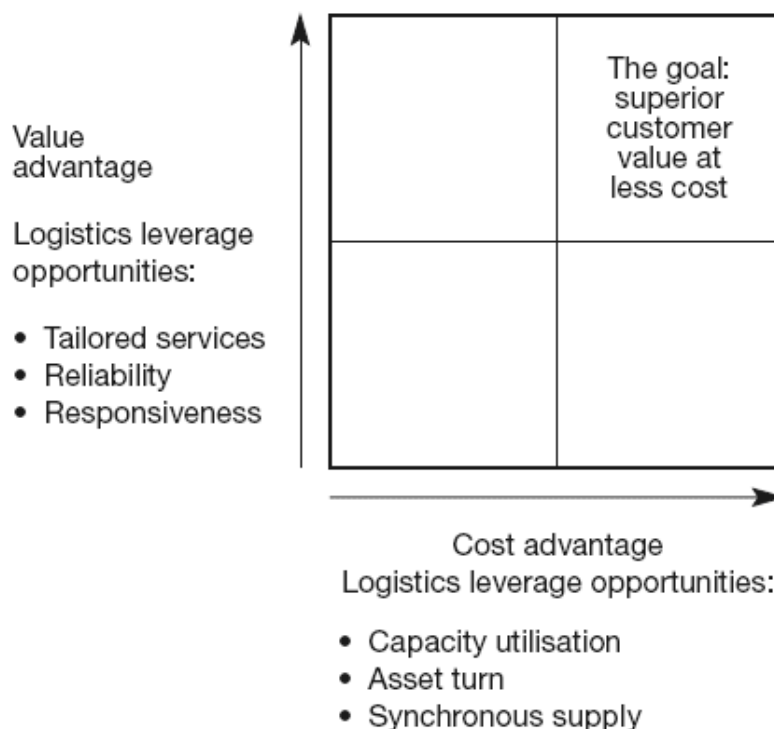 The goal:
superior
customer
value at
less cost
Value
advantage
Logistics leverage
opportunities:
• Tailored services
• Reliability
• Responsiveness
Cost advantage
Logistics leverage opportunities:
• Capacity utilisation
• Asset turn
• Synchronous supply